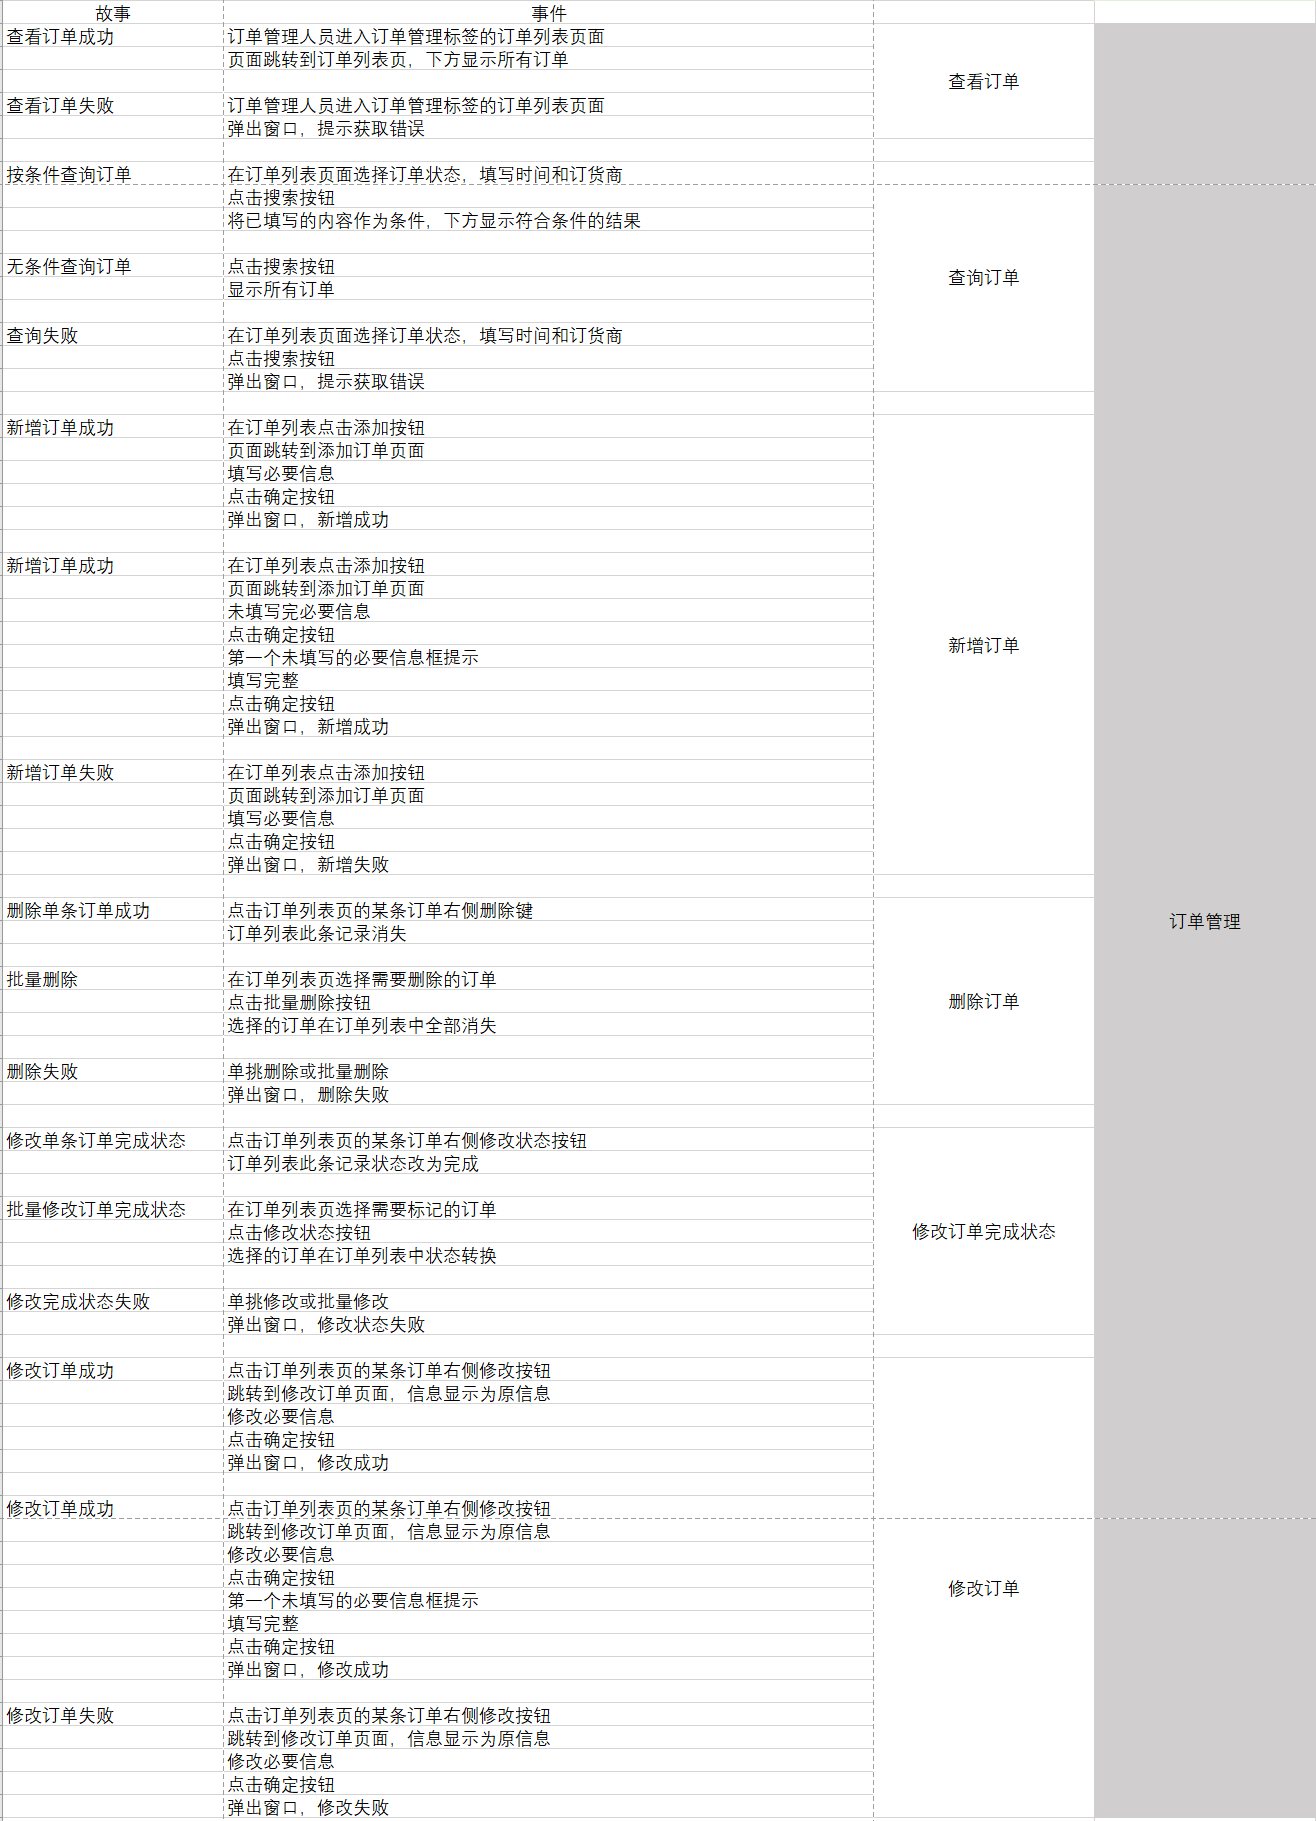 故事 事件
查看订单成功 订单管理人员进入订单管理标签的订单列表页面
页面跳转到订单列表页，下方显示所有订单
查看订单
查看订单失败 订单管理人员进入订单管理标签的订单列表页面
弹出窗口，提示获取错误
按条件查询订单 在订单列表页面选择订单状态，填写时间和订货商
点击搜索按钮
将已填写的内容作为条件，下方显示符合条件的结果
无条件查询订单 点击搜索按钮
查询订单
显示所有订单
查询失败 在订单列表页面选择订单状态，填写时间和订货商
点击搜索按钮
弹出窗口，提示获取错误
新增订单成功 在订单列表点击添加按钮
页面跳转到添加订单页面
填写必要信息
点击确定按钮
弹出窗口，新增成功
新增订单成功 在订单列表点击添加按钮
页面跳转到添加订单页面
未填写完必要信息
点击确定按钮
新增订单
第一个未填写的必要信息框提示
填写完整
点击确定按钮
弹出窗口，新增成功
新增订单失败 在订单列表点击添加按钮
页面跳转到添加订单页面
填写必要信息
点击确定按钮
弹出窗口，新增失败
删除单条订单成功 点击订单列表页的某条订单右侧删除键
订单管理
订单列表此条记录消失
批量删除 在订单列表页选择需要删除的订单
点击批量删除按钮 删除订单
选择的订单在订单列表中全部消失
删除失败 单挑删除或批量删除
弹出窗口，删除失败
修改单条订单完成状态 点击订单列表页的某条订单右侧修改状态按钮
订单列表此条记录状态改为完成
批量修改订单完成状态 在订单列表页选择需要标记的订单
点击修改状态按钮 修改订单完成状态
选择的订单在订单列表中状态转换
修改完成状态失败 单挑修改或批量修改
弹出窗口，修改状态失败
修改订单成功 点击订单列表页的某条订单右侧修改按钮
跳转到修改订单页面，信息显示为原信息
修改必要信息
点击确定按钮
弹出窗口，修改成功
修改订单成功 点击订单列表页的某条订单右侧修改按钮
跳转到修改订单页面，信息显示为原信息
修改必要信息
点击确定按钮
修改订单
第一个未填写的必要信息框提示
填写完整
点击确定按钮
弹出窗口，修改成功
修改订单失败 点击订单列表页的某条订单右侧修改按钮
跳转到修改订单页面，信息显示为原信息
修改必要信息
点击确定按钮
弹出窗口，修改失败